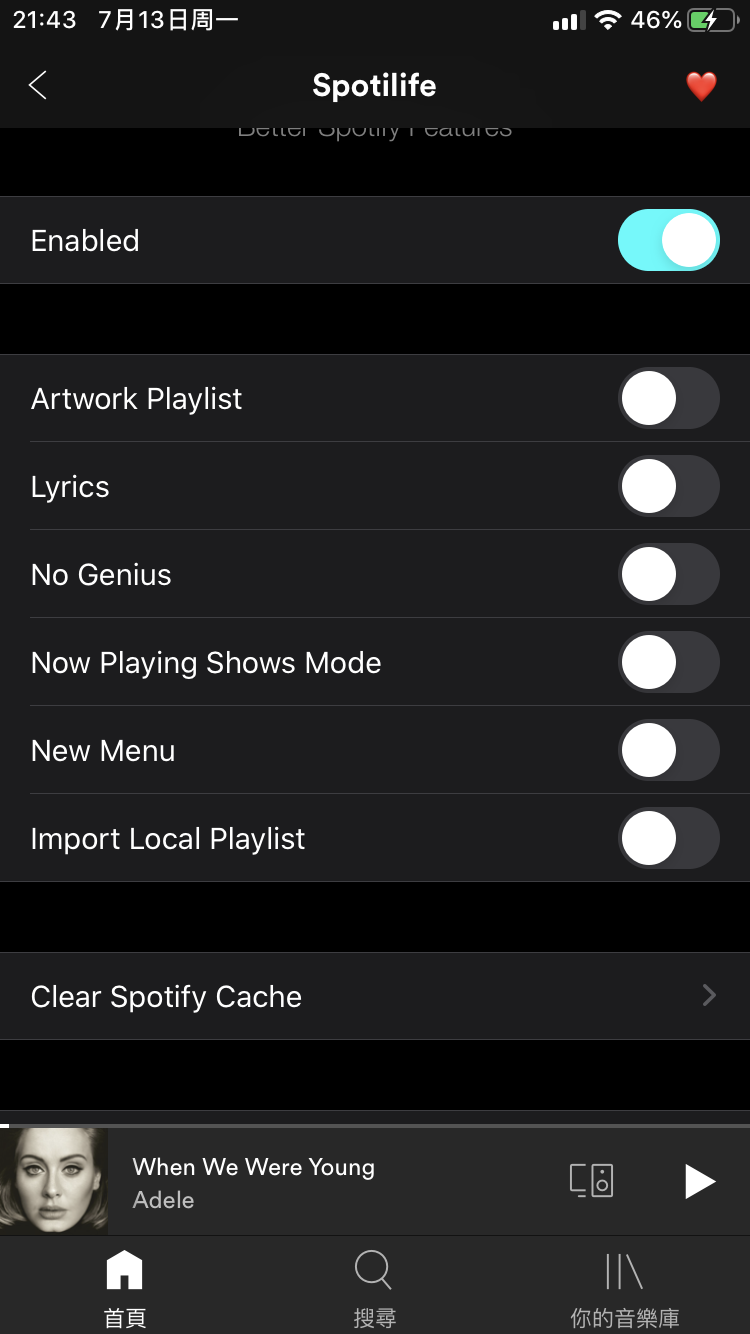 21:43 7月13日周一 46%
Spotilife
Better Spotify Features
Enabled
Artwork Playlist
Lyrics
No Genius
Now Playing Shows Mode
New Menu
Import Local Playlist
Clear Spotify Cache
When We Were Young
Adele
首頁 搜尋 你的音樂庫